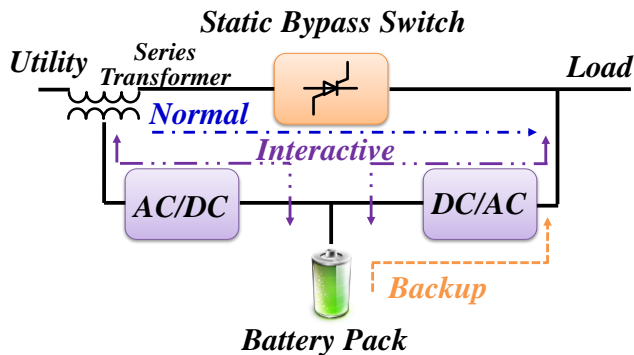 Static Bypass Switch
Utility
Series
Transformer
Load
Normal
Interactive
AC/DC
DC/AC
Backup
Battery Pack